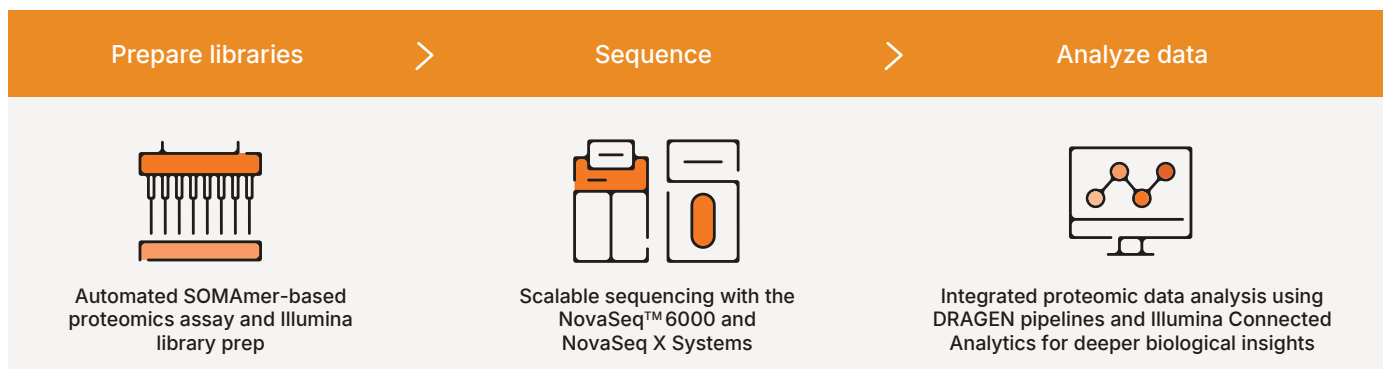 Prepare libraries
Sequence
Analyze data
Automated SOMAmer-based
proteomics assay and Illumina
library prep
Scalable sequencing with the
NovaSeq™ 6000 and
NovaSeq X Systems
Integrated proteomic data analysis using
DRAGEN pipelines and Illumina Connected
Analytics for deeper biological insights